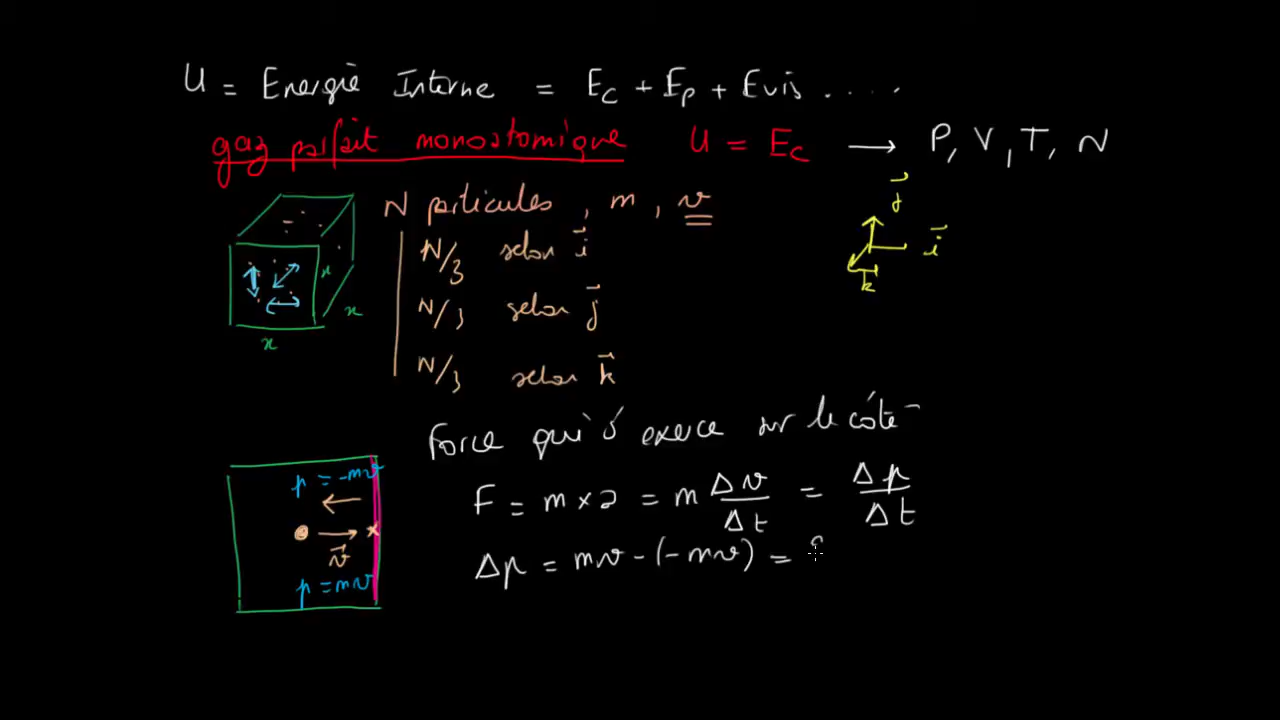 U = Energie Interne = Ec + Ep + Evis ....
gaz parfait monoatomique U = Ec → P, V, T, N
N particules, m, v
N/3 selon i⃗
N/3 selon j⃗
N/3 selon k⃗
x
x
x
j⃗
i⃗
k
Force qui s'exerce sur le côté
p = -mv
v⃗
p = mv
F = m × a = m Δv/Δt = Δp/Δt
Δp = mv - (-mv) =